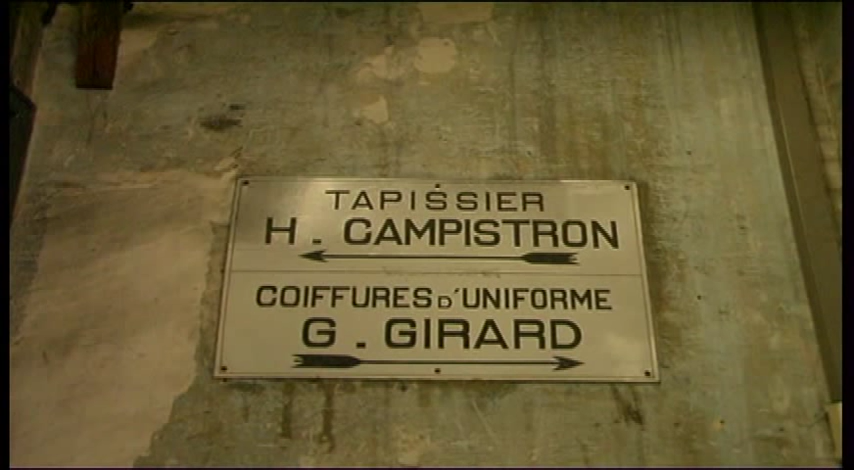 TAPISSIER
H. CAMPISTRON
COIFFURES D'UNIFORME
G. GIRARD